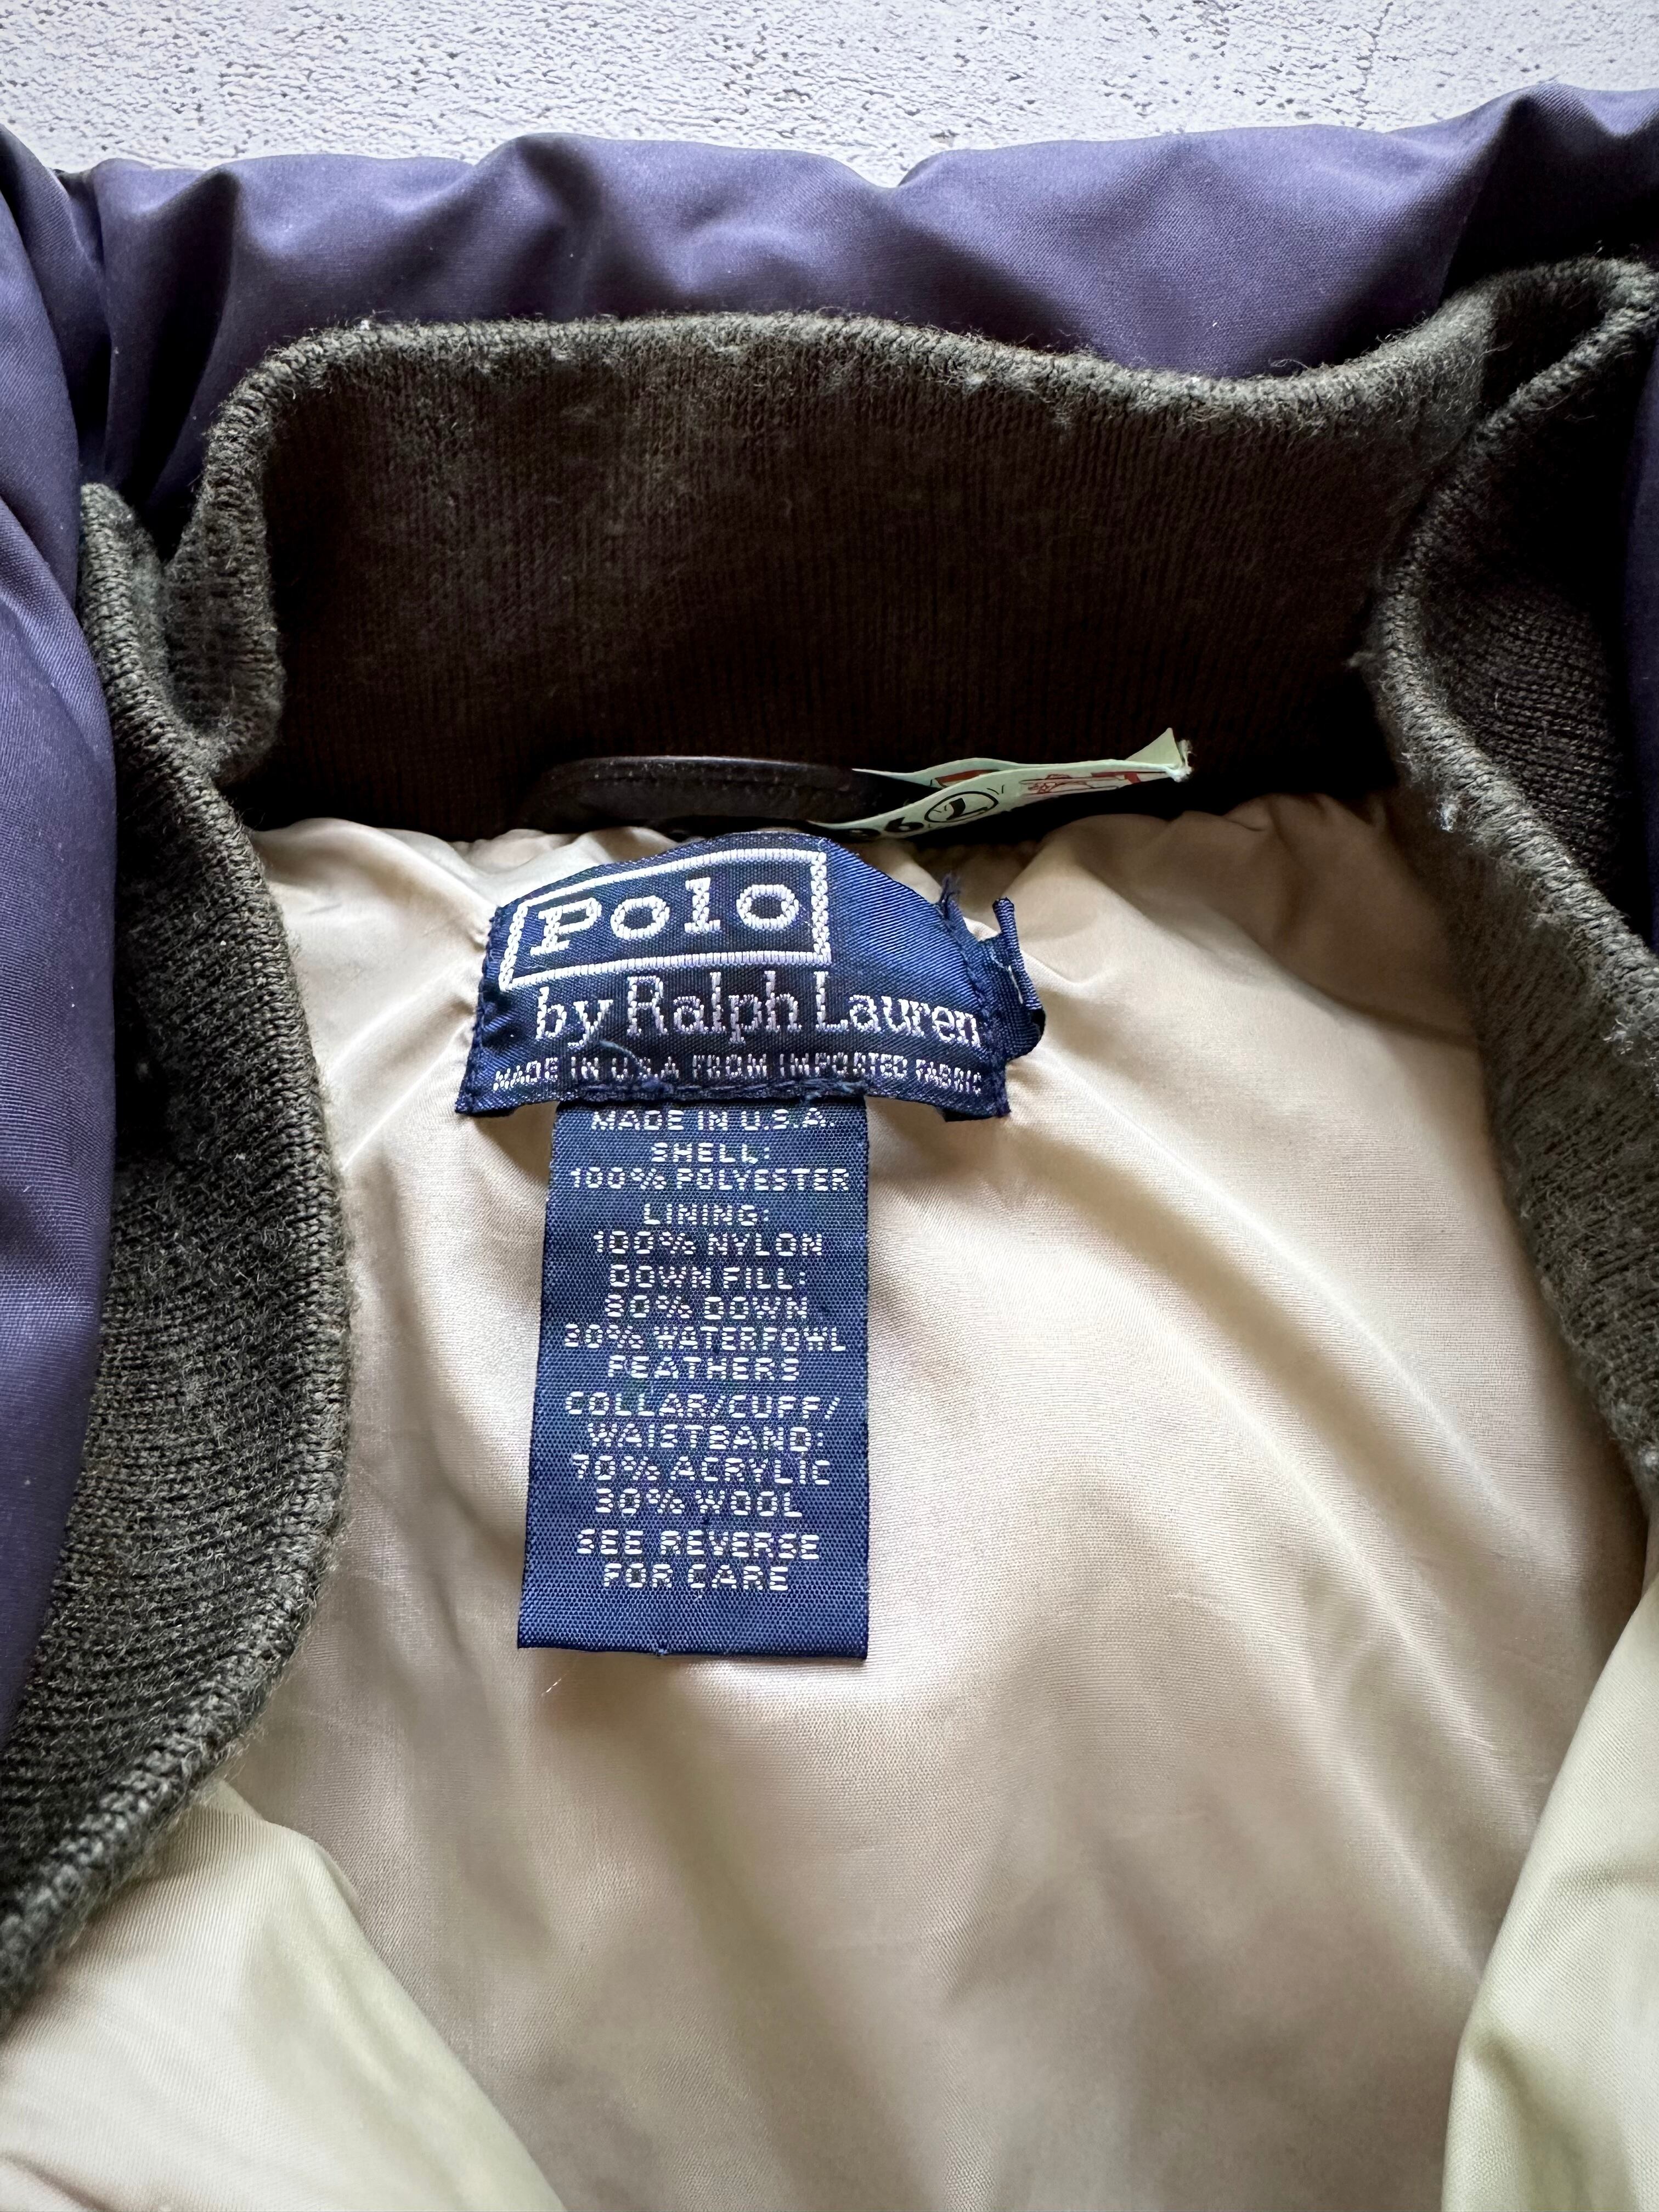 Polo
by Ralph Lauren
MADE IN U.S.A FROM IMPORTED FABRIC
MADE IN U.S.A.
SHELL:
100% POLYESTER
LINING:
100% NYLON
DOWN FILL:
80% DOWN
20% WATERFOWL
FEATHERS
COLLAR/CUFF/
WAISTBAND:
70% ACRYLIC
30% WOOL
SEE REVERSE
FOR CARE